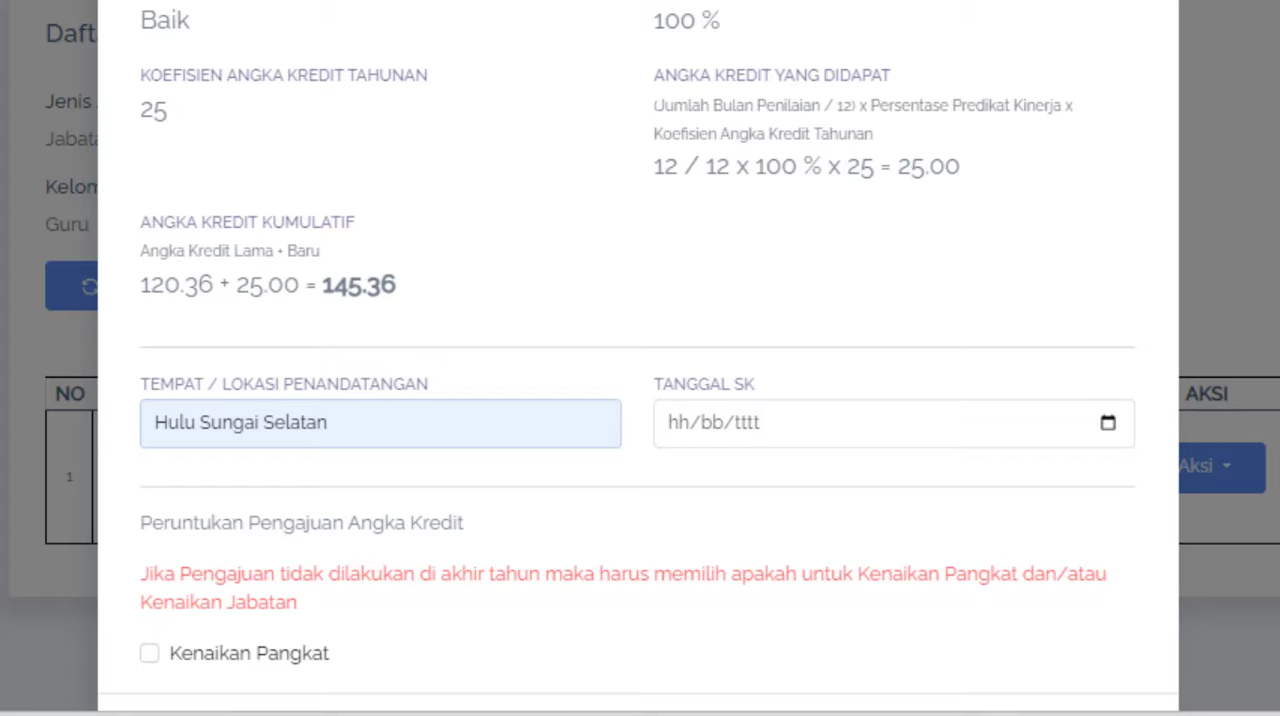 Baik
100 %
Daft
KOEFISIEN ANGKA KREDIT TAHUNAN
25
ANGKA KREDIT YANG DIDAPAT
(Jumlah Bulan Penilaian / 12) x Persentase Predikat Kinerja x
Koefisien Angka Kredit Tahunan
12 / 12 x 100 % x 25 = 25.00
Jenis
Jabata
Kelom
Guru
ANGKA KREDIT KUMULATIF
Angka Kredit Lama + Baru
120.36 + 25.00 = 145.36
TEMPAT / LOKASI PENANDATANGAN
Hulu Sungai Selatan
TANGGAL SK
hh/bb/tttt
NO
AKSI
1
Aksi
Peruntukan Pengajuan Angka Kredit
Jika Pengajuan tidak dilakukan di akhir tahun maka harus memilih apakah untuk Kenaikan Pangkat dan/atau
Kenaikan Jabatan
Kenaikan Pangkat